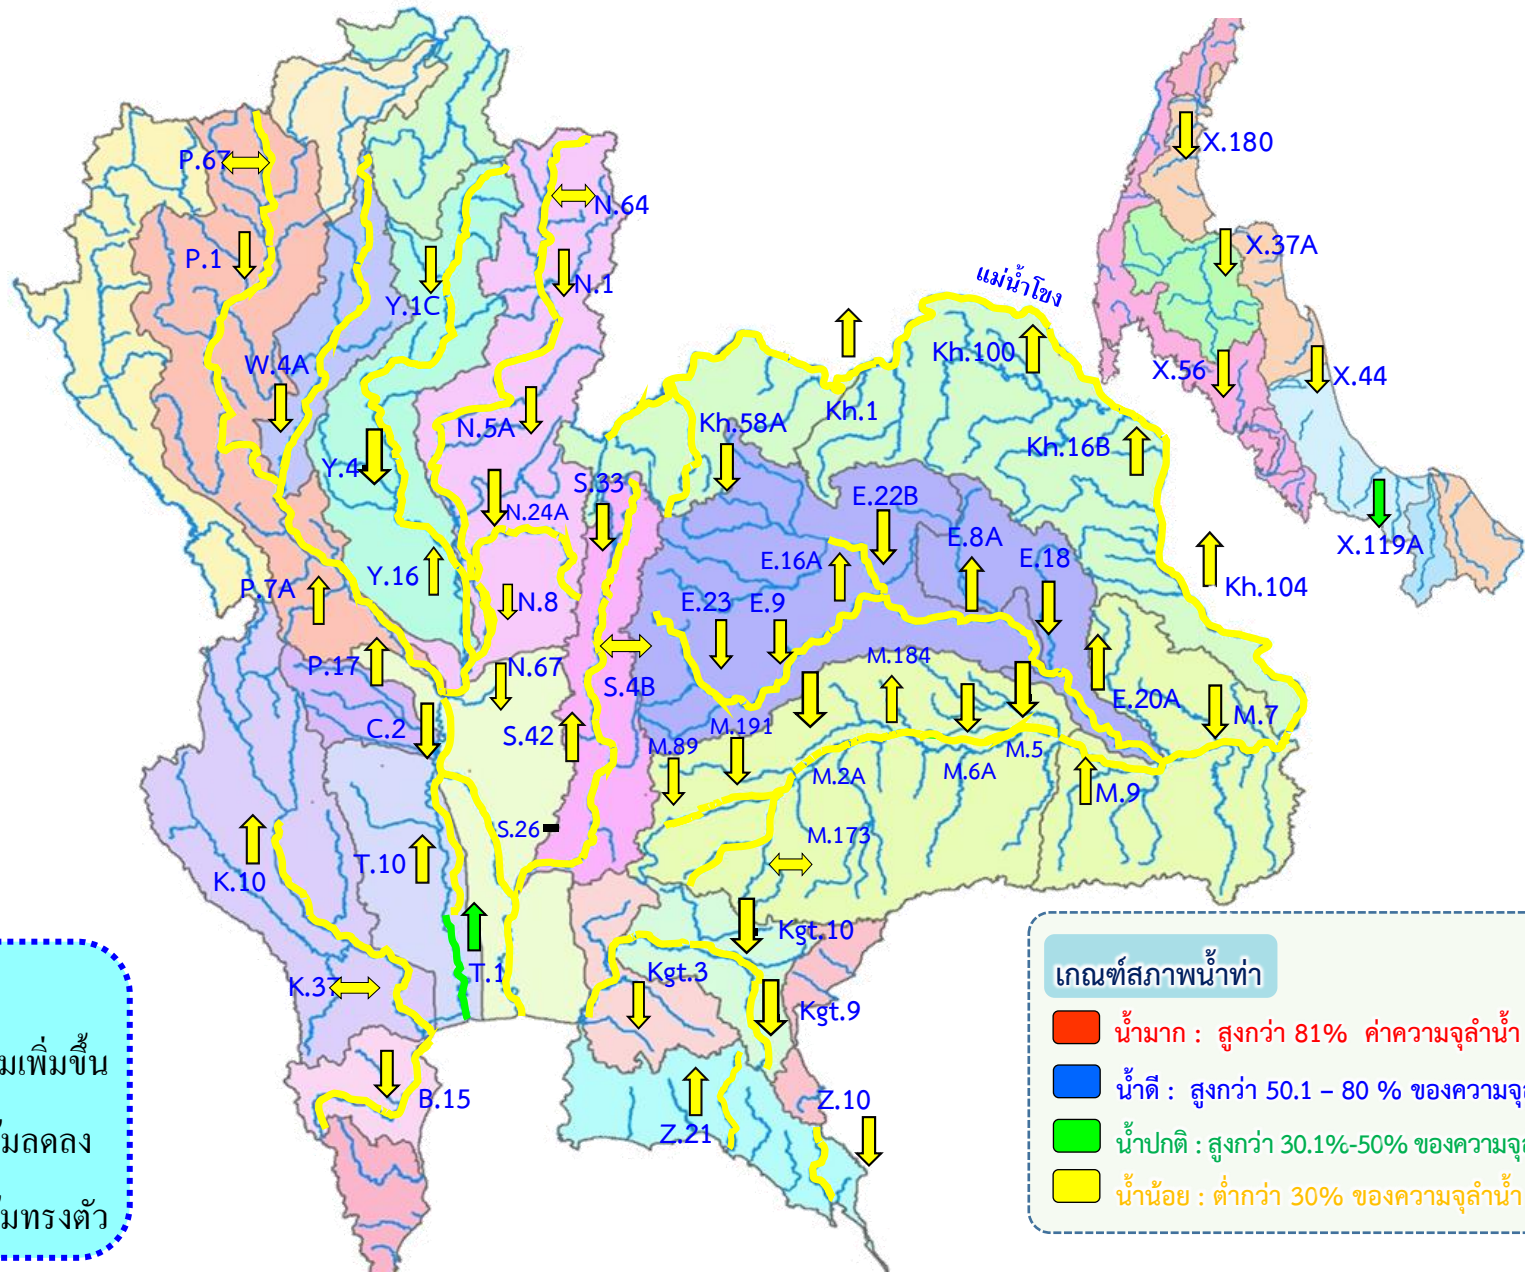 P.67
N.64
P.1
N.1
Y.1C
W.4A
N.5A
Y.4
N.24A
S.33
P.7A
Y.16
N.8
P.17
N.67
S.4B
C.2
S.42
S.26
K.10
T.10
T.1
K.37
B.15
แม่น้ำโขง
Kh.58A
Kh.1
Kh.100
Kh.16B
Kh.104
E.22B
E.16A
E.8A
E.18
E.23
E.9
E.20A
M.184
M.7
M.191
M.89
M.2A
M.6A
M.5
M.9
M.173
Kgt.10
Kgt.3
Kgt.9
Z.21
Z.10
X.180
X.37A
X.56
X.44
X.119A
มเพิ่มขึ้น
มลดลง
มทรงตัว
เกณฑ์สภาพน้ำท่า
น้ำมาก : สูงกว่า 81% ค่าความจุลำน้ำ
น้ำดี : สูงกว่า 50.1 – 80 % ของความจุ
น้ำปกติ : สูงกว่า 30.1%-50% ของความจุ
น้ำน้อย : ต่ำกว่า 30% ของความจุลำน้ำ